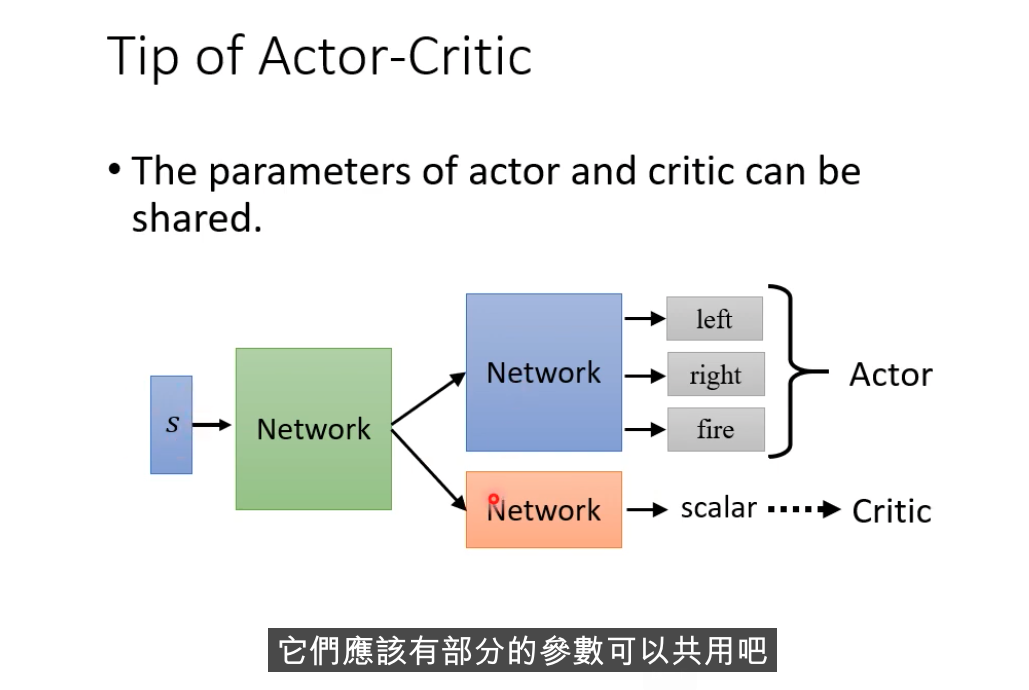 Tip of Actor-Critic
• The parameters of actor and critic can be
shared.
s
Network
Network
left
right
fire
Actor
Network
scalar
Critic
它們應該有部分的參數可以共用吧